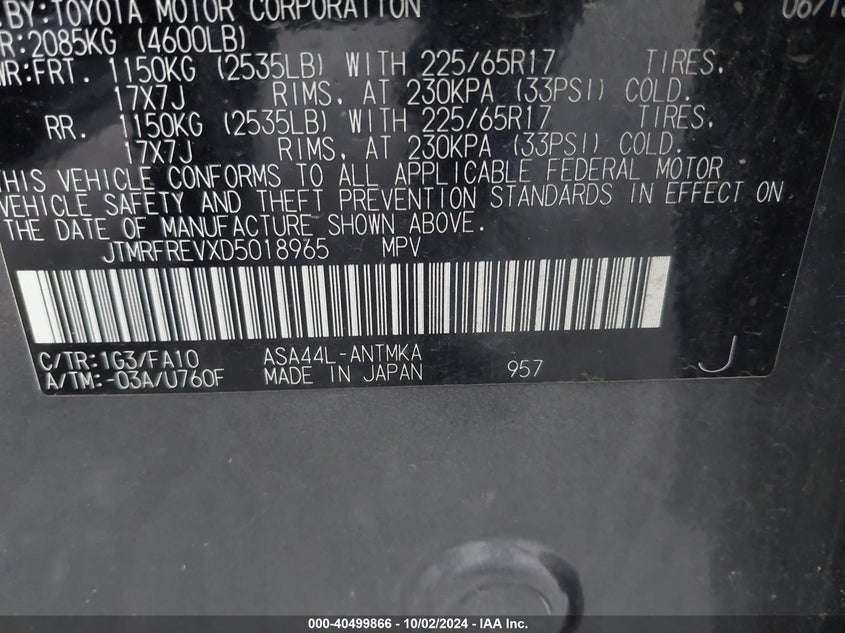 BY:TOYOTA MOTOR CORPORATION
R:2085KG (4600LB)
WR:FRT. 1150KG (2535LB) WITH 225/65R17 TIRES,
17X7J RIMS, AT 230KPA (33PSI) COLD.
RR. 1150KG (2535LB) WITH 225/65R17 TIRES,
17X7J RIMS, AT 230KPA (33PSI) COLD.
THIS VEHICLE CONFORMS TO ALL APPLICABLE FEDERAL MOTOR
VEHICLE SAFETY AND THEFT PREVENTION STANDARDS IN EFFECT ON
THE DATE OF MANUFACTURE SHOWN ABOVE.
JTMRFREVXD5018965 MPV
C/TR:1G3/FA10 ASA44L-ANTMKA
A/TM:-03A/U760F MADE IN JAPAN 957 J
000-40499866 - 10/02/2024 - IAA Inc.